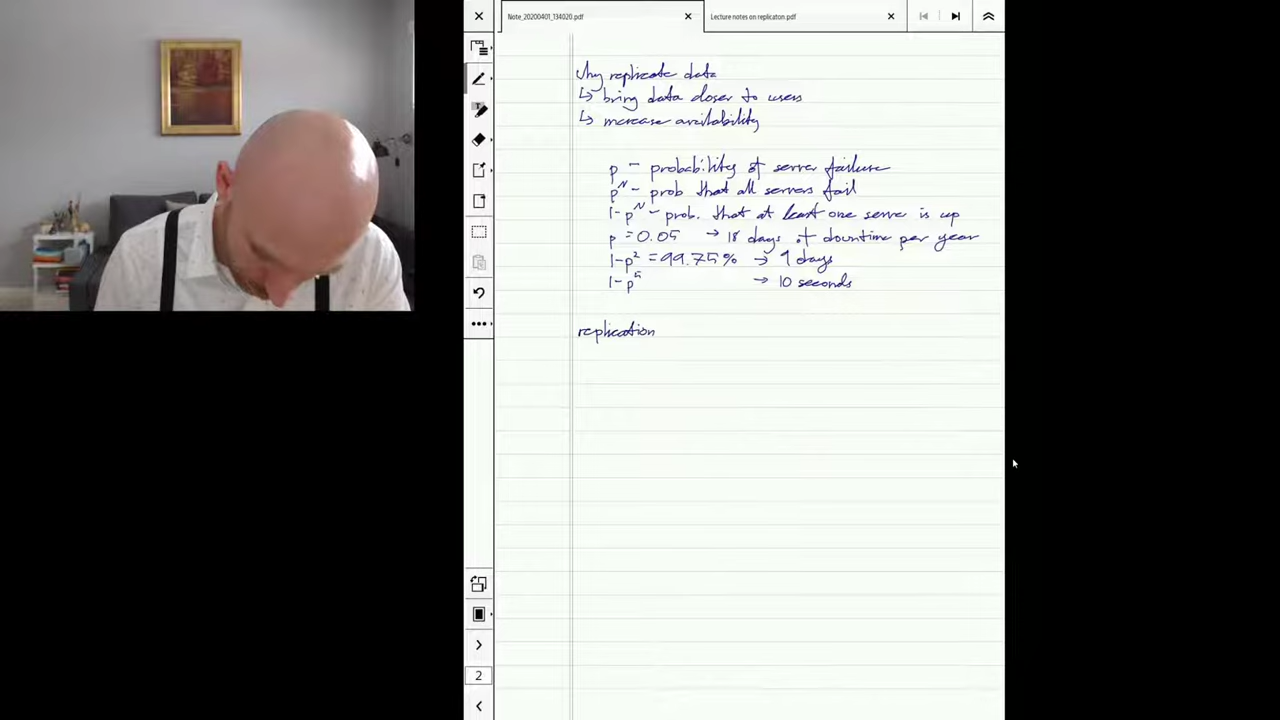 Note_20200401_134020.pdf
Lecture notes on replicaton.pdf
Why replicate data
↳ bring data closer to users
↳ increase availability
p - probability of server failure
p^N - prob that all servers fail
1-p^N - prob. that at least one server is up
p = 0.05 → 18 days of downtime per year
1-p² = 99.75% → 9 days
1-p⁵ → 10 seconds
replication
2